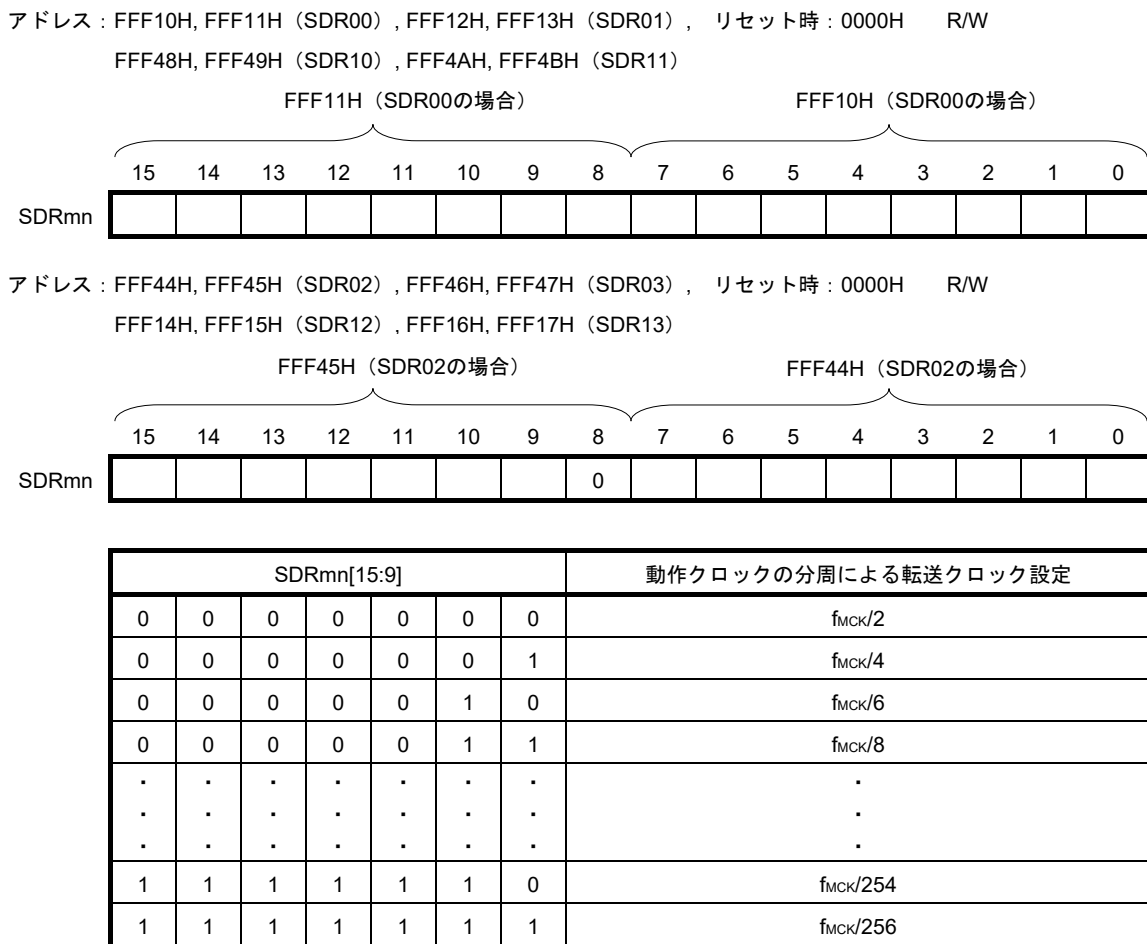 アドレス：FFF10H, FFF11H（SDR00）, FFF12H, FFF13H（SDR01）, リセット時：0000H R/W
FFF48H, FFF49H（SDR10）, FFF4AH, FFF4BH（SDR11）
FFF11H（SDR00の場合） FFF10H（SDR00の場合）
15 14 13 12 11 10 9 8 7 6 5 4 3 2 1 0
SDRmn
アドレス：FFF44H, FFF45H（SDR02）, FFF46H, FFF47H（SDR03）, リセット時：0000H R/W
FFF14H, FFF15H（SDR12）, FFF16H, FFF17H（SDR13）
FFF45H（SDR02の場合） FFF44H（SDR02の場合）
15 14 13 12 11 10 9 8 7 6 5 4 3 2 1 0
SDRmn 0
SDRmn[15:9] 動作クロックの分周による転送クロック設定
0 0 0 0 0 0 0 fMCK/2
0 0 0 0 0 0 1 fMCK/4
0 0 0 0 0 1 0 fMCK/6
0 0 0 0 0 1 1 fMCK/8
・ ・ ・ ・ ・ ・ ・ ・
・ ・ ・ ・ ・ ・ ・ ・
・ ・ ・ ・ ・ ・ ・ ・
1 1 1 1 1 1 0 fMCK/254
1 1 1 1 1 1 1 fMCK/256